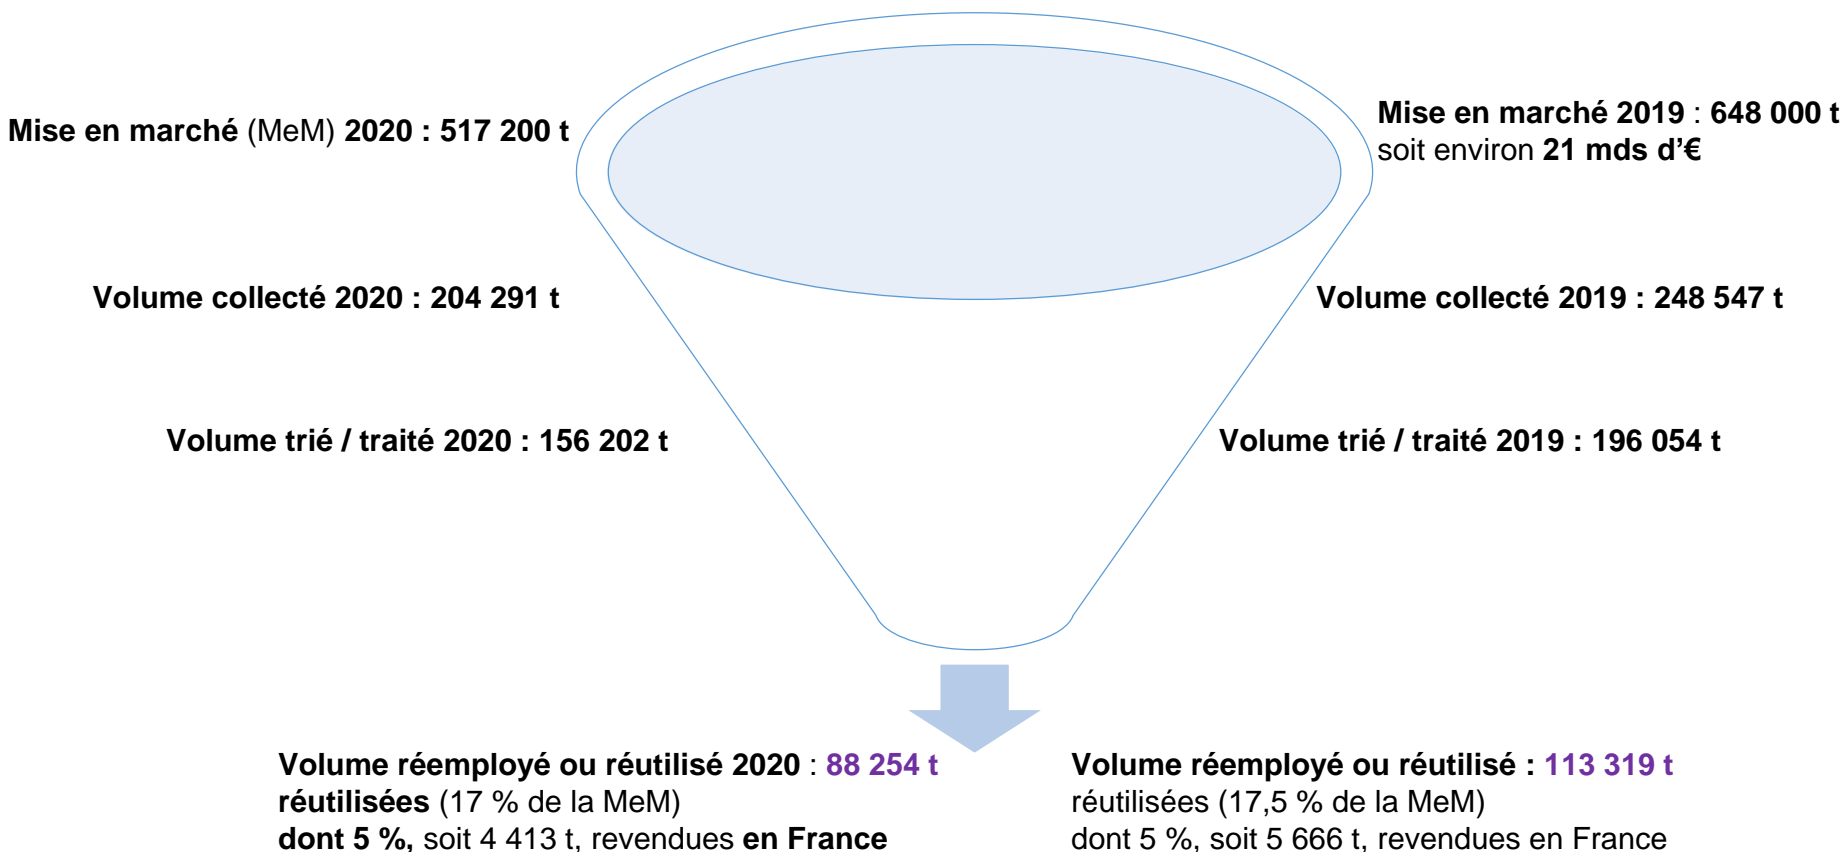 Mise en marché (MeM) 2020 : 517 200 t
Mise en marché 2019 : 648 000 t
soit environ 21 mds d’€
Volume collecté 2020 : 204 291 t
Volume collecté 2019 : 248 547 t
Volume trié / traité 2020 : 156 202 t
Volume trié / traité 2019 : 196 054 t
Volume réemployé ou réutilisé 2020 : 88 254 t
réutilisées (17 % de la MeM)
dont 5 %, soit 4 413 t, revendues en France
Volume réemployé ou réutilisé : 113 319 t
réutilisées (17,5 % de la MeM)
dont 5 %, soit 5 666 t, revendues en France